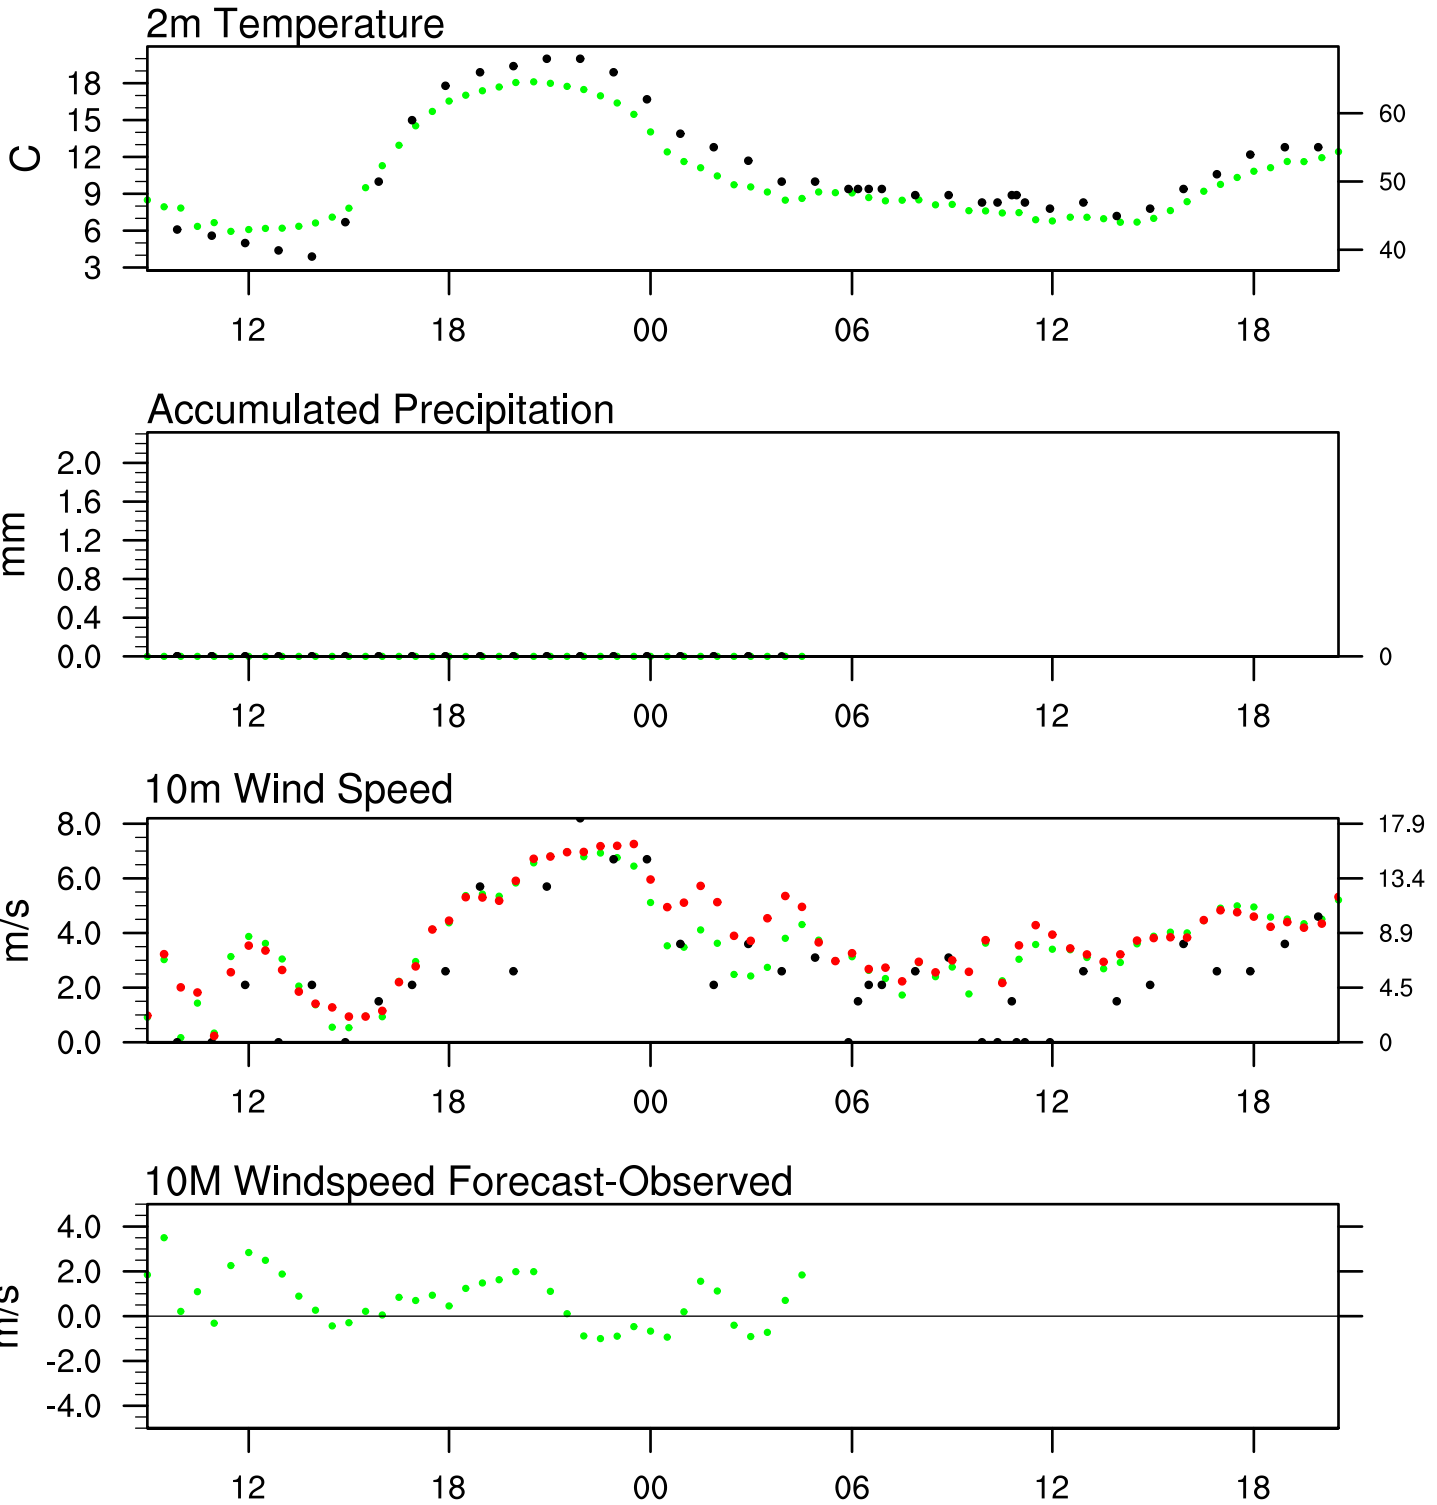 2m Temperature
18
15
12
9
6
3
C
60
50
40
12 18 00 06 12 18
Accumulated Precipitation
2.0
1.6
1.2
0.8
0.4
0.0
mm
0
12 18 00 06 12 18
10m Wind Speed
8.0
6.0
4.0
2.0
0.0
m/s
17.9
13.4
8.9
4.5
0
12 18 00 06 12 18
10M Windspeed Forecast-Observed
4.0
2.0
0.0
-2.0
-4.0
m/s
12 18 00 06 12 18